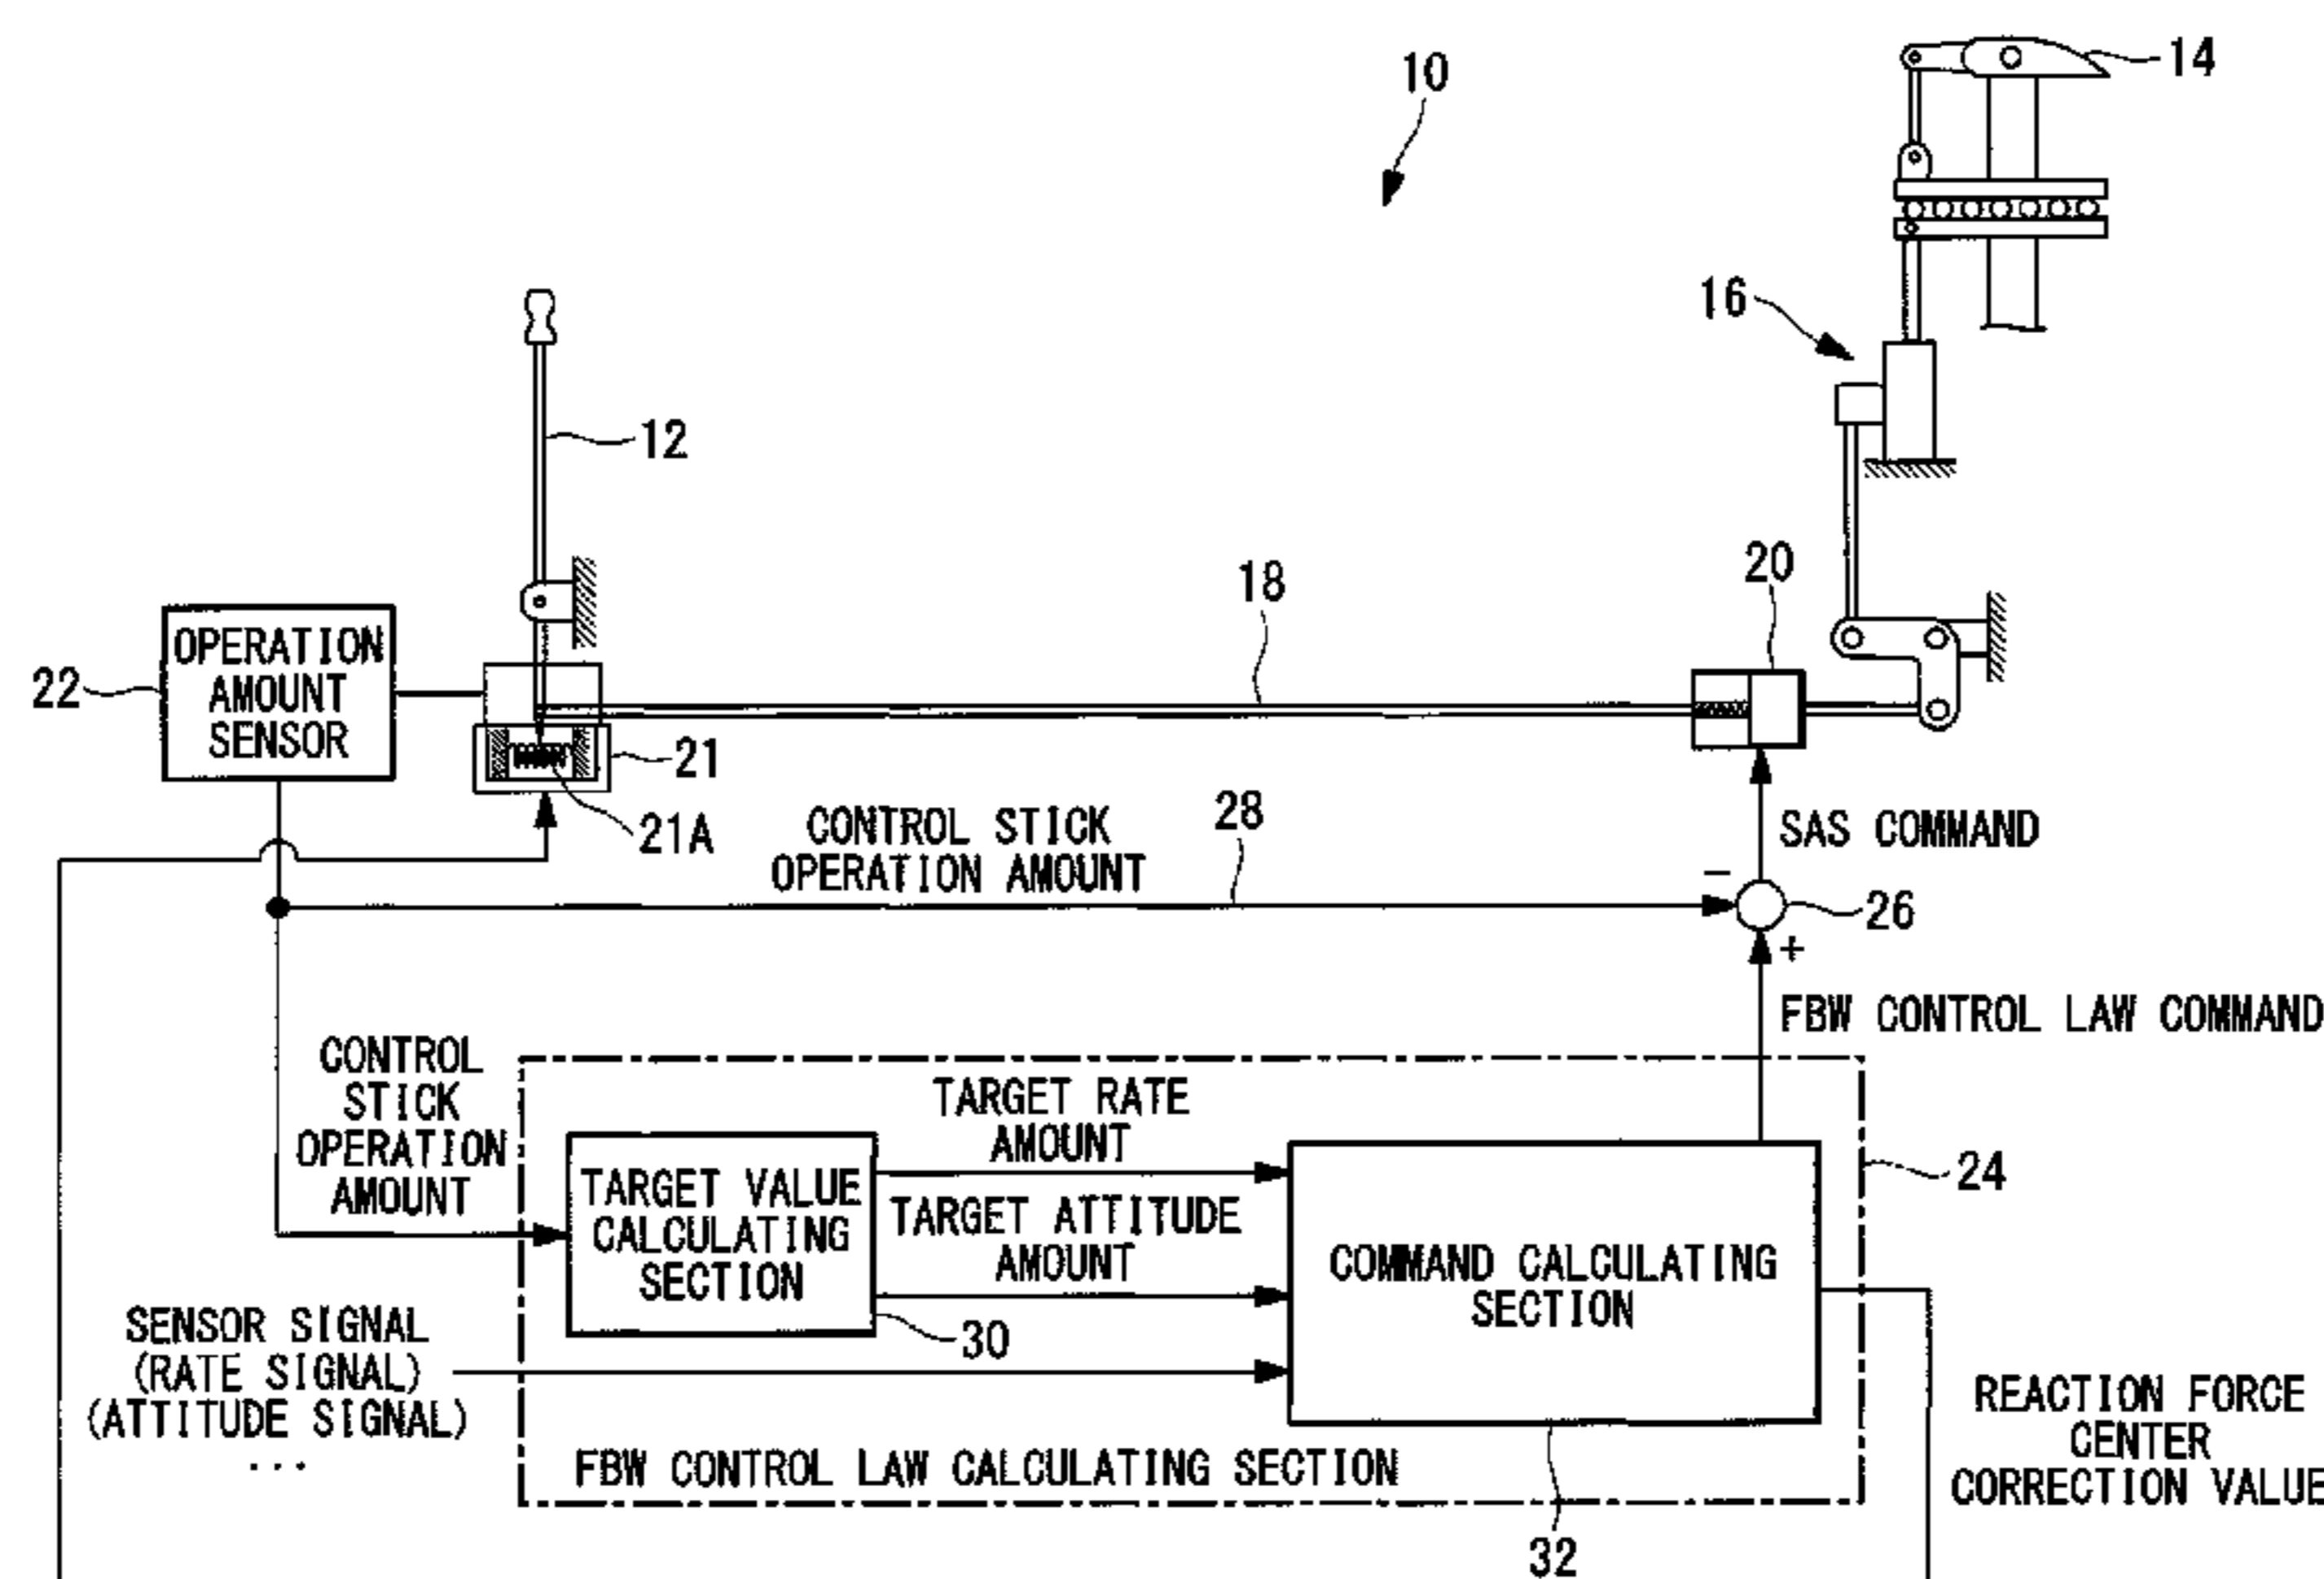 10
14
16
12
18
20
OPERATION
AMOUNT
SENSOR
22
21
21A
CONTROL STICK
OPERATION AMOUNT
28
SAS COMMAND
−
26
+
FBW CONTROL LAW COMMAND
CONTROL
STICK
OPERATION
AMOUNT
TARGET RATE
AMOUNT
TARGET VALUE
CALCULATING
SECTION
TARGET ATTITUDE
AMOUNT
COMMAND CALCULATING
SECTION
24
30
SENSOR SIGNAL
(RATE SIGNAL)
(ATTITUDE SIGNAL)
...
FBW CONTROL LAW CALCULATING SECTION
REACTION FORCE
CENTER
CORRECTION VALUE
32